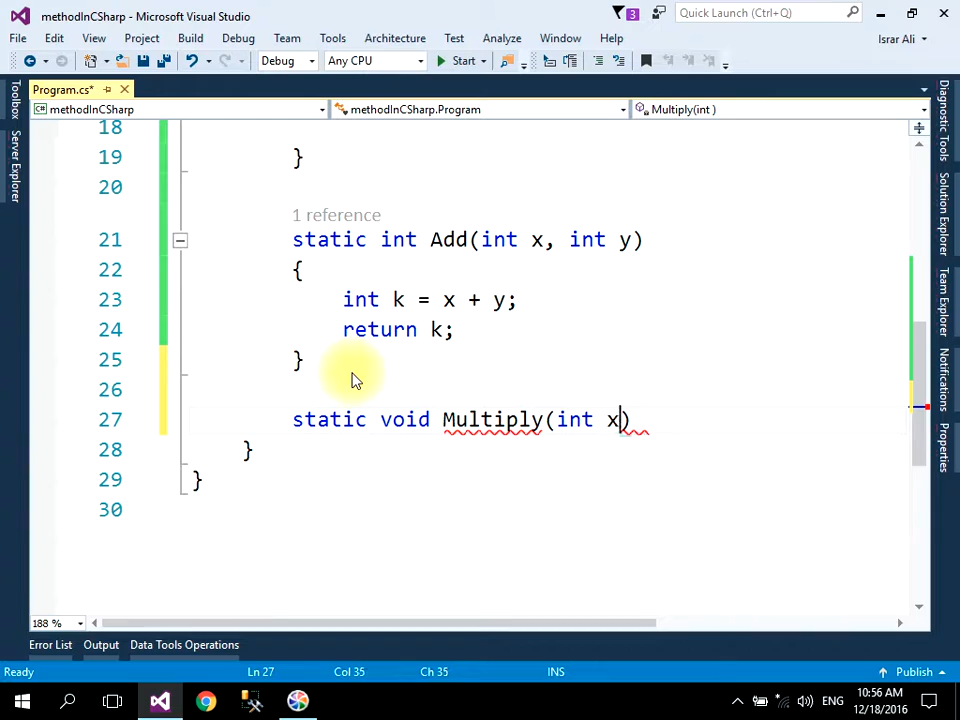 methodInCSharp - Microsoft Visual Studio
3
Quick Launch (Ctrl+Q)
File Edit View Project Build Debug Team Tools Architecture Test Analyze Window Help
Israr Ali
Debug Any CPU Start
Program.cs*
methodInCSharp methodInCSharp.Program Multiply(int )
Toolbox
Server Explorer
18
19 }
20
1 reference
21 static int Add(int x, int y)
22 {
23 int k = x + y;
24 return k;
25 }
26
27 static void Multiply(int x)
28 }
29 }
30
Diagnostic Tools
Solution Explorer
Team Explorer
Notifications
Properties
188 %
Error List Output Data Tools Operations
Ready Ln 27 Col 35 Ch 35 INS Publish
ENG
10:56 AM
12/18/2016